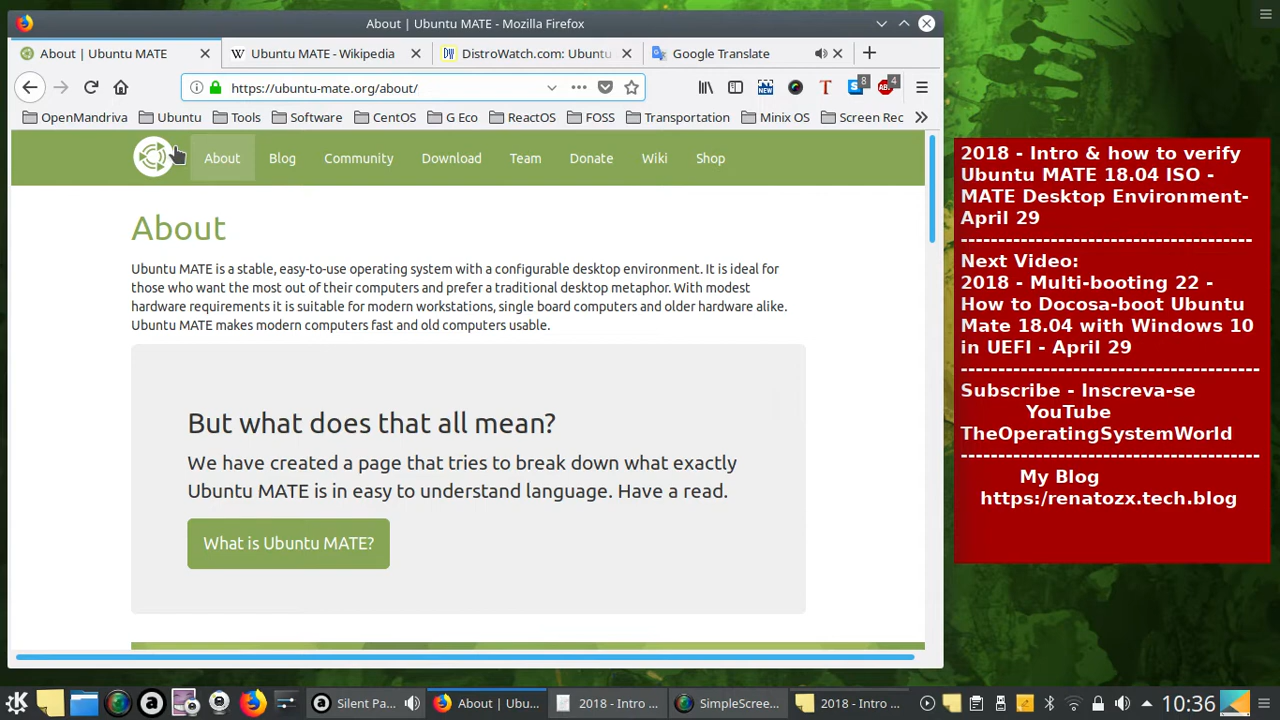 About | Ubuntu MATE - Mozilla Firefox
About | Ubuntu MATE
W Ubuntu MATE - Wikipedia
DW DistroWatch.com: Ubuntu
Google Translate
https://ubuntu-mate.org/about/
NEW
T
8
ABP
4
OpenMandriva
Ubuntu
Tools
Software
CentOS
G Eco
ReactOS
FOSS
Transportation
Minix OS
Screen Rec
About
Blog
Community
Download
Team
Donate
Wiki
Shop
About
Ubuntu MATE is a stable, easy-to-use operating system with a configurable desktop environment. It is ideal for
those who want the most out of their computers and prefer a traditional desktop metaphor. With modest
hardware requirements it is suitable for modern workstations, single board computers and older hardware alike.
Ubuntu MATE makes modern computers fast and old computers usable.
But what does that all mean?
We have created a page that tries to break down what exactly
Ubuntu MATE is in easy to understand language. Have a read.
What is Ubuntu MATE?
2018 - Intro & how to verify
Ubuntu MATE 18.04 ISO -
MATE Desktop Environment-
April 29
---------------------------------------
Next Video:
2018 - Multi-booting 22 -
How to Docosa-boot Ubuntu
Mate 18.04 with Windows 10
in UEFI - April 29
----------------------------------------
Subscribe - Inscreva-se
YouTube
TheOperatingSystemWorld
----------------------------------------
My Blog
https:/renatozx.tech.blog
Silent Pa...
About | Ubu...
2018 - Intro ...
SimpleScree...
2018 - Intro ...
10:36